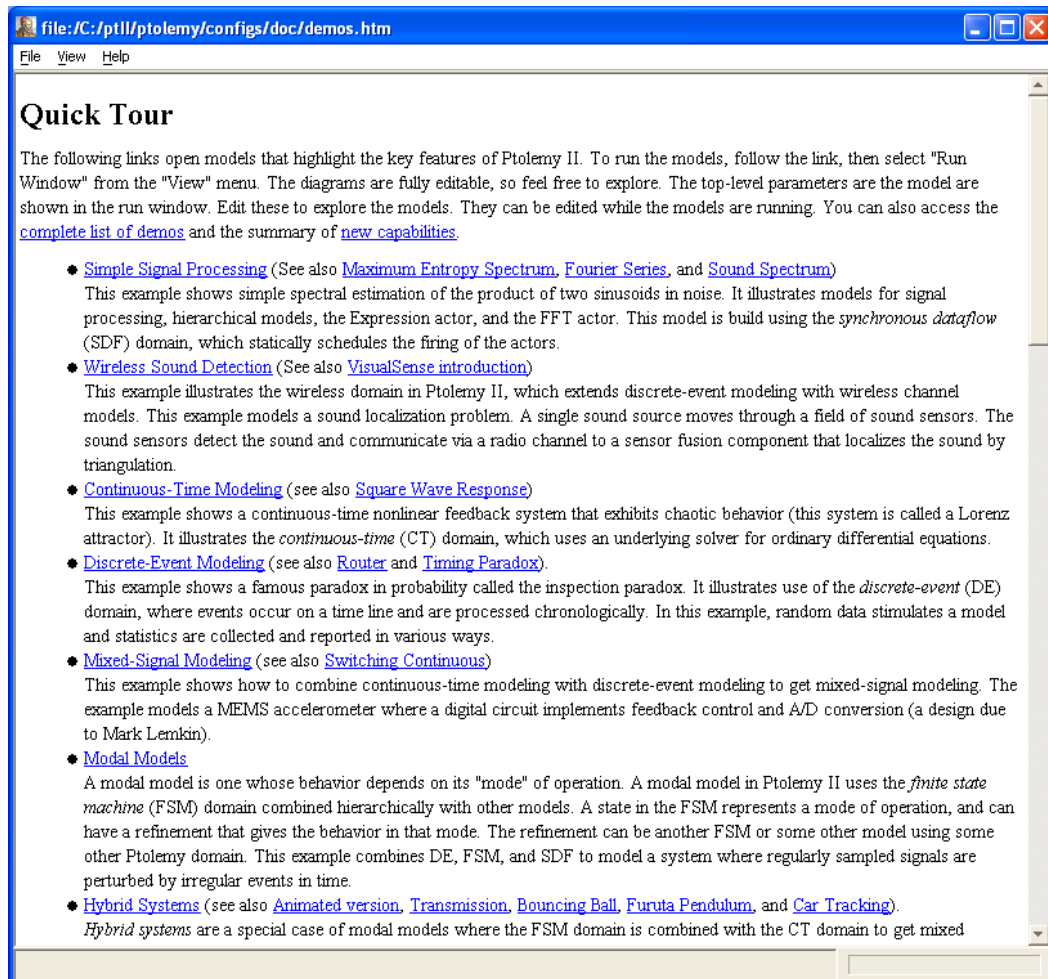 file:/C:/ptII/ptolemy/configs/doc/demos.htm
File View Help
Quick Tour
The following links open models that highlight the key features of Ptolemy II. To run the models, follow the link, then select "Run
Window" from the "View" menu. The diagrams are fully editable, so feel free to explore. The top-level parameters are the model are
shown in the run window. Edit these to explore the models. They can be edited while the models are running. You can also access the
complete list of demos and the summary of new capabilities.
● Simple Signal Processing (See also Maximum Entropy Spectrum, Fourier Series, and Sound Spectrum)
This example shows simple spectral estimation of the product of two sinusoids in noise. It illustrates models for signal
processing, hierarchical models, the Expression actor, and the FFT actor. This model is build using the synchronous dataflow
(SDF) domain, which statically schedules the firing of the actors.
● Wireless Sound Detection (See also VisualSense introduction)
This example illustrates the wireless domain in Ptolemy II, which extends discrete-event modeling with wireless channel
models. This example models a sound localization problem. A single sound source moves through a field of sound sensors. The
sound sensors detect the sound and communicate via a radio channel to a sensor fusion component that localizes the sound by
triangulation.
● Continuous-Time Modeling (see also Square Wave Response)
This example shows a continuous-time nonlinear feedback system that exhibits chaotic behavior (this system is called a Lorenz
attractor). It illustrates the continuous-time (CT) domain, which uses an underlying solver for ordinary differential equations.
● Discrete-Event Modeling (see also Router and Timing Paradox).
This example shows a famous paradox in probability called the inspection paradox. It illustrates use of the discrete-event (DE)
domain, where events occur on a time line and are processed chronologically. In this example, random data stimulates a model
and statistics are collected and reported in various ways.
● Mixed-Signal Modeling (see also Switching Continuous)
This example shows how to combine continuous-time modeling with discrete-event modeling to get mixed-signal modeling. The
example models a MEMS accelerometer where a digital circuit implements feedback control and A/D conversion (a design due
to Mark Lemkin).
● Modal Models
A modal model is one whose behavior depends on its "mode" of operation. A modal model in Ptolemy II uses the finite state
machine (FSM) domain combined hierarchically with other models. A state in the FSM represents a mode of operation, and can
have a refinement that gives the behavior in that mode. The refinement can be another FSM or some other model using some
other Ptolemy domain. This example combines DE, FSM, and SDF to model a system where regularly sampled signals are
perturbed by irregular events in time.
● Hybrid Systems (see also Animated version, Transmission, Bouncing Ball, Furuta Pendulum, and Car Tracking).
Hybrid systems are a special case of modal models where the FSM domain is combined with the CT domain to get mixed